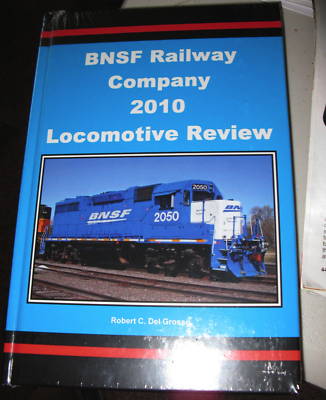 BNSF Railway
Company
2010
Locomotive Review
2050
BNSF
2050
Robert C. Del Grosso